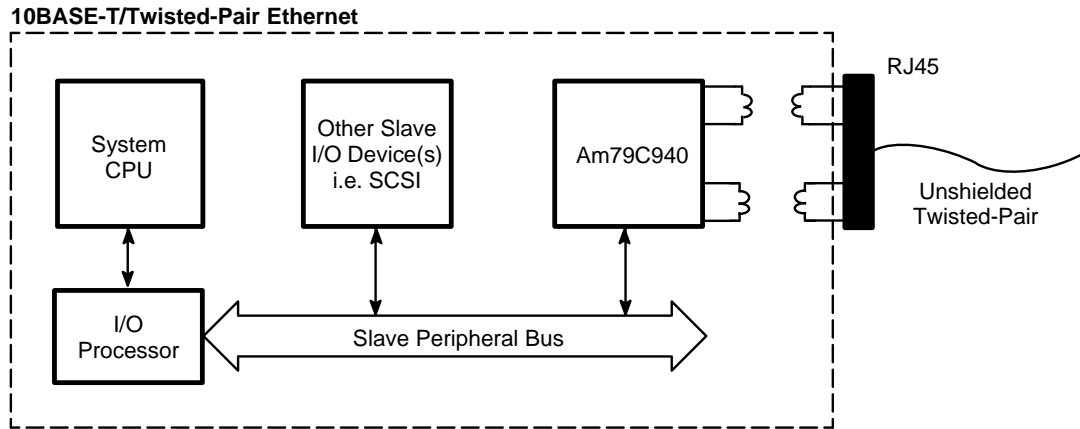 10BASE-T/Twisted-Pair Ethernet
RJ45
System
CPU
Other Slave
I/O Device(s)
i.e. SCSI
Am79C940
Unshielded
Twisted-Pair
I/O
Processor
Slave Peripheral Bus